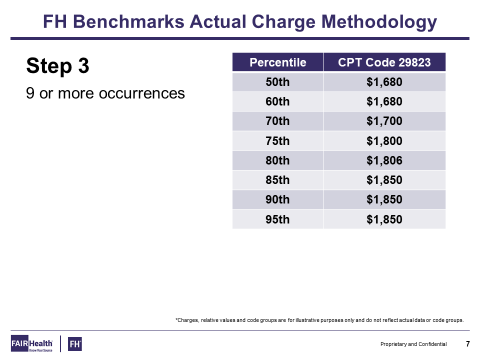 FH Benchmarks Actual Charge Methodology
Step 3
9 or more occurrences
Percentile CPT Code 29823
50th $1,680
60th $1,680
70th $1,700
75th $1,800
80th $1,806
85th $1,850
90th $1,850
95th $1,850
*Charges, relative values and code groups are for illustrative purposes only and do not reflect actual data or code groups.
FAIR Health
Know Your Source
FH
Proprietary and Confidential 7